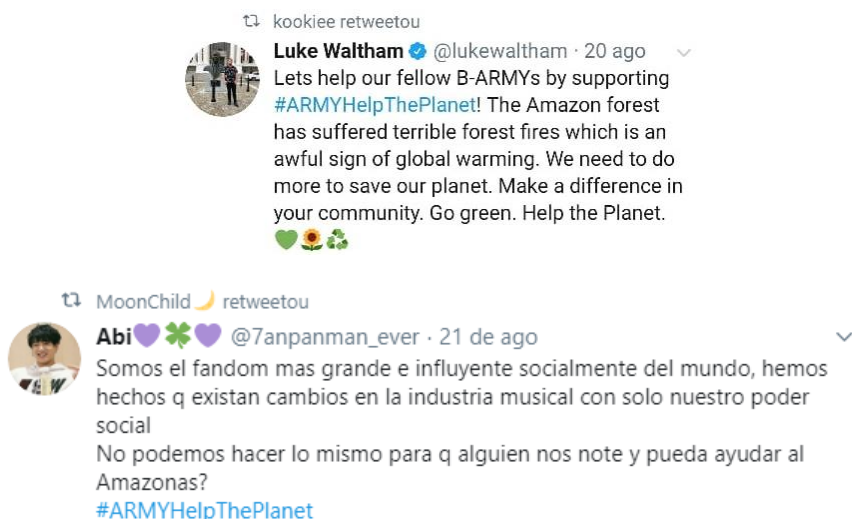 kookiee retweetou
Luke Waltham @lukewaltham · 20 ago
Lets help our fellow B-ARMYs by supporting
#ARMYHelpThePlanet! The Amazon forest
has suffered terrible forest fires which is an
awful sign of global warming. We need to do
more to save our planet. Make a difference in
your community. Go green. Help the Planet.
💚🌻♻️
MoonChild🌙 retweetou
Abi💜🍀💜 @7anpanman_ever · 21 de ago
Somos el fandom mas grande e influyente socialmente del mundo, hemos
hechos q existan cambios en la industria musical con solo nuestro poder
social
No podemos hacer lo mismo para q alguien nos note y pueda ayudar al
Amazonas?
#ARMYHelpThePlanet